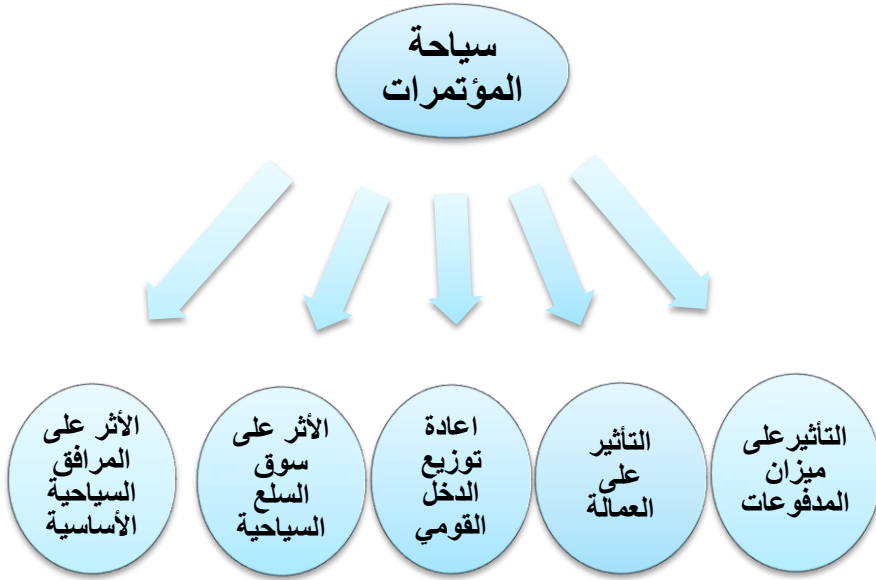 سياحة
المؤتمرات
التأثيرعلى
ميزان
المدفوعات
التأثير
على
العمالة
اعادة
توزيع
الدخل
القومي
الأثر على
سوق
السلع
السياحية
الأثر على
المرافق
السياحية
الأساسية